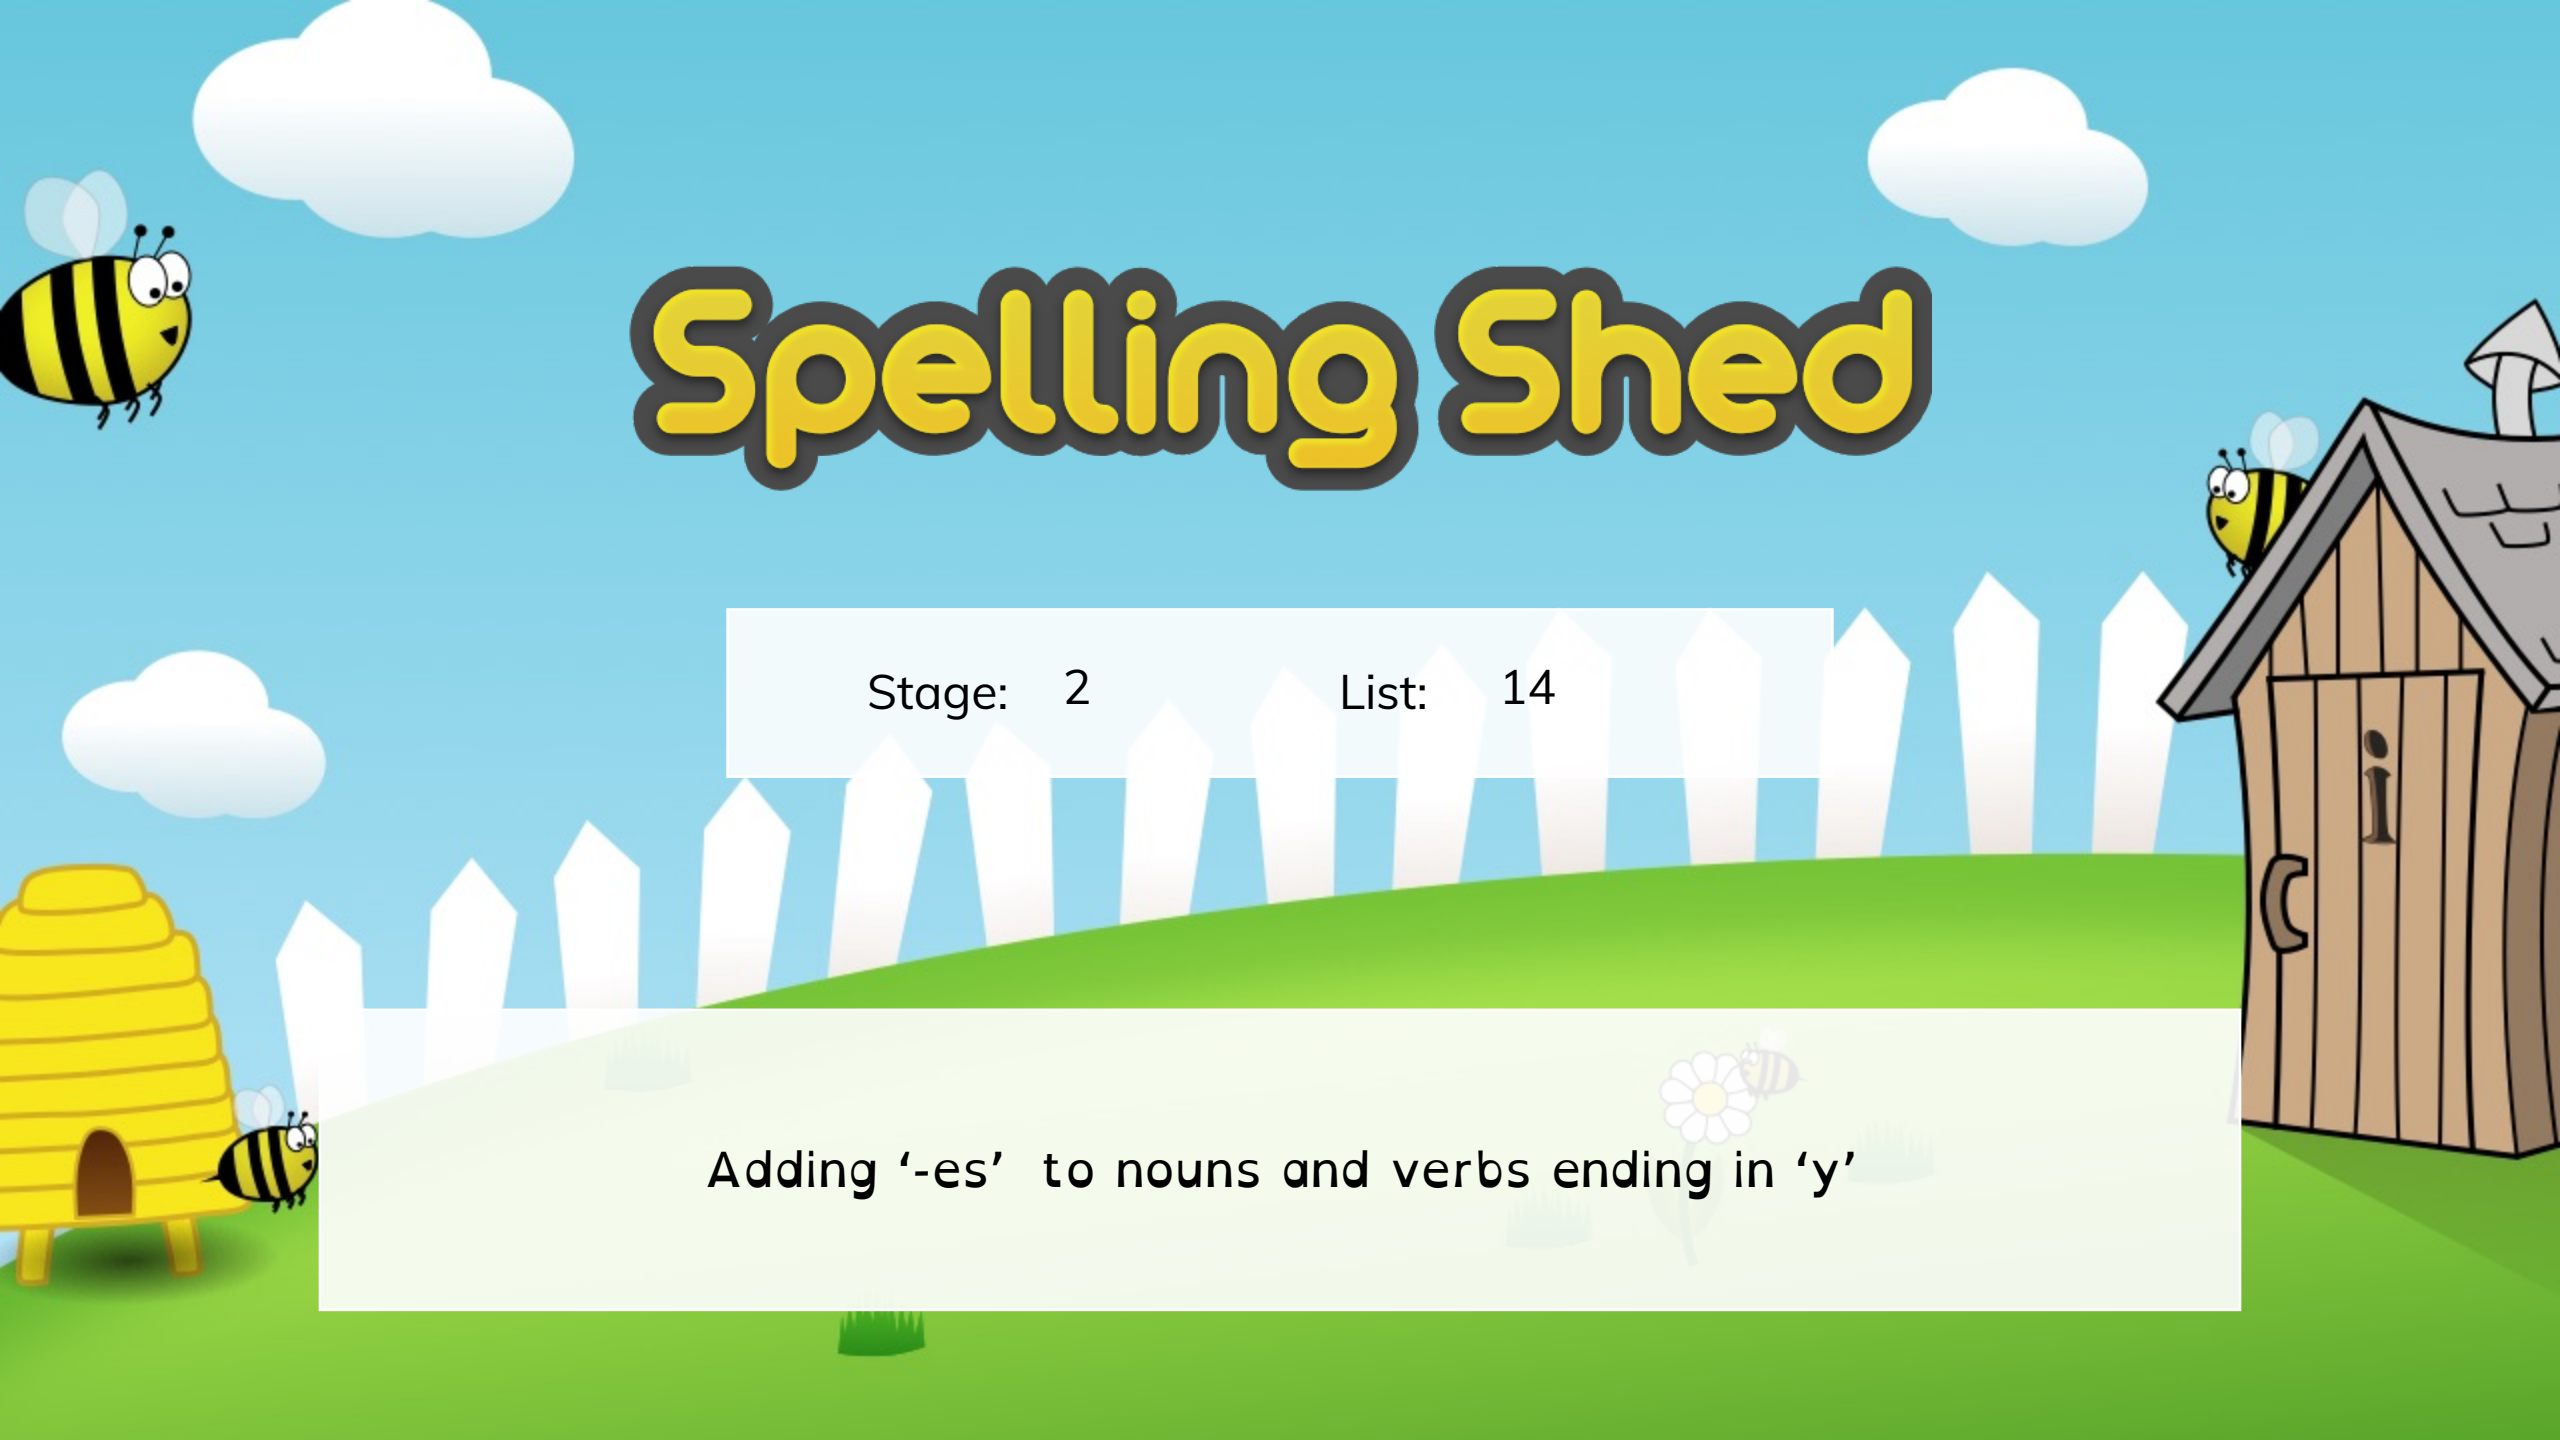 Spelling Shed
Stage: 2 List: 14
i
Adding ‘-es’  to nouns and verbs ending in ‘y’